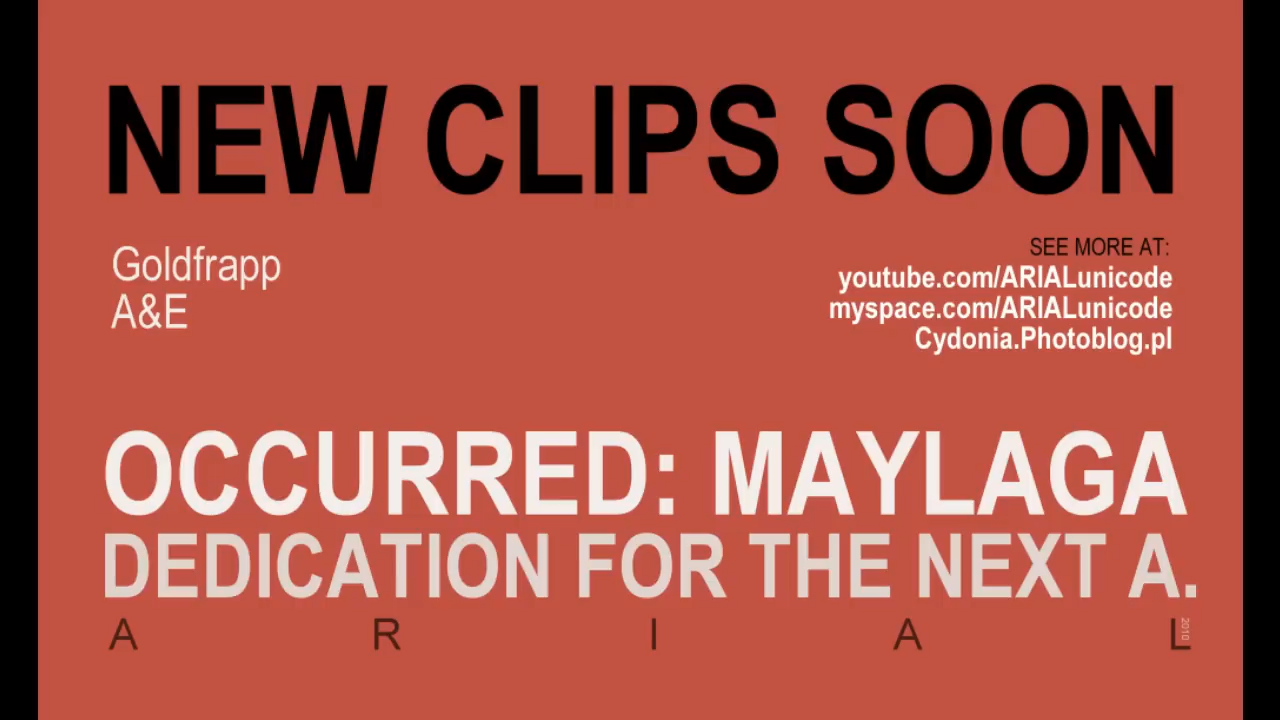 NEW CLIPS SOON
Goldfrapp
A&E
SEE MORE AT:
youtube.com/ARIALunicode
myspace.com/ARIALunicode
Cydonia.Photoblog.pl
OCCURRED: MAYLAGA
DEDICATION FOR THE NEXT A.
A R I A L
2010